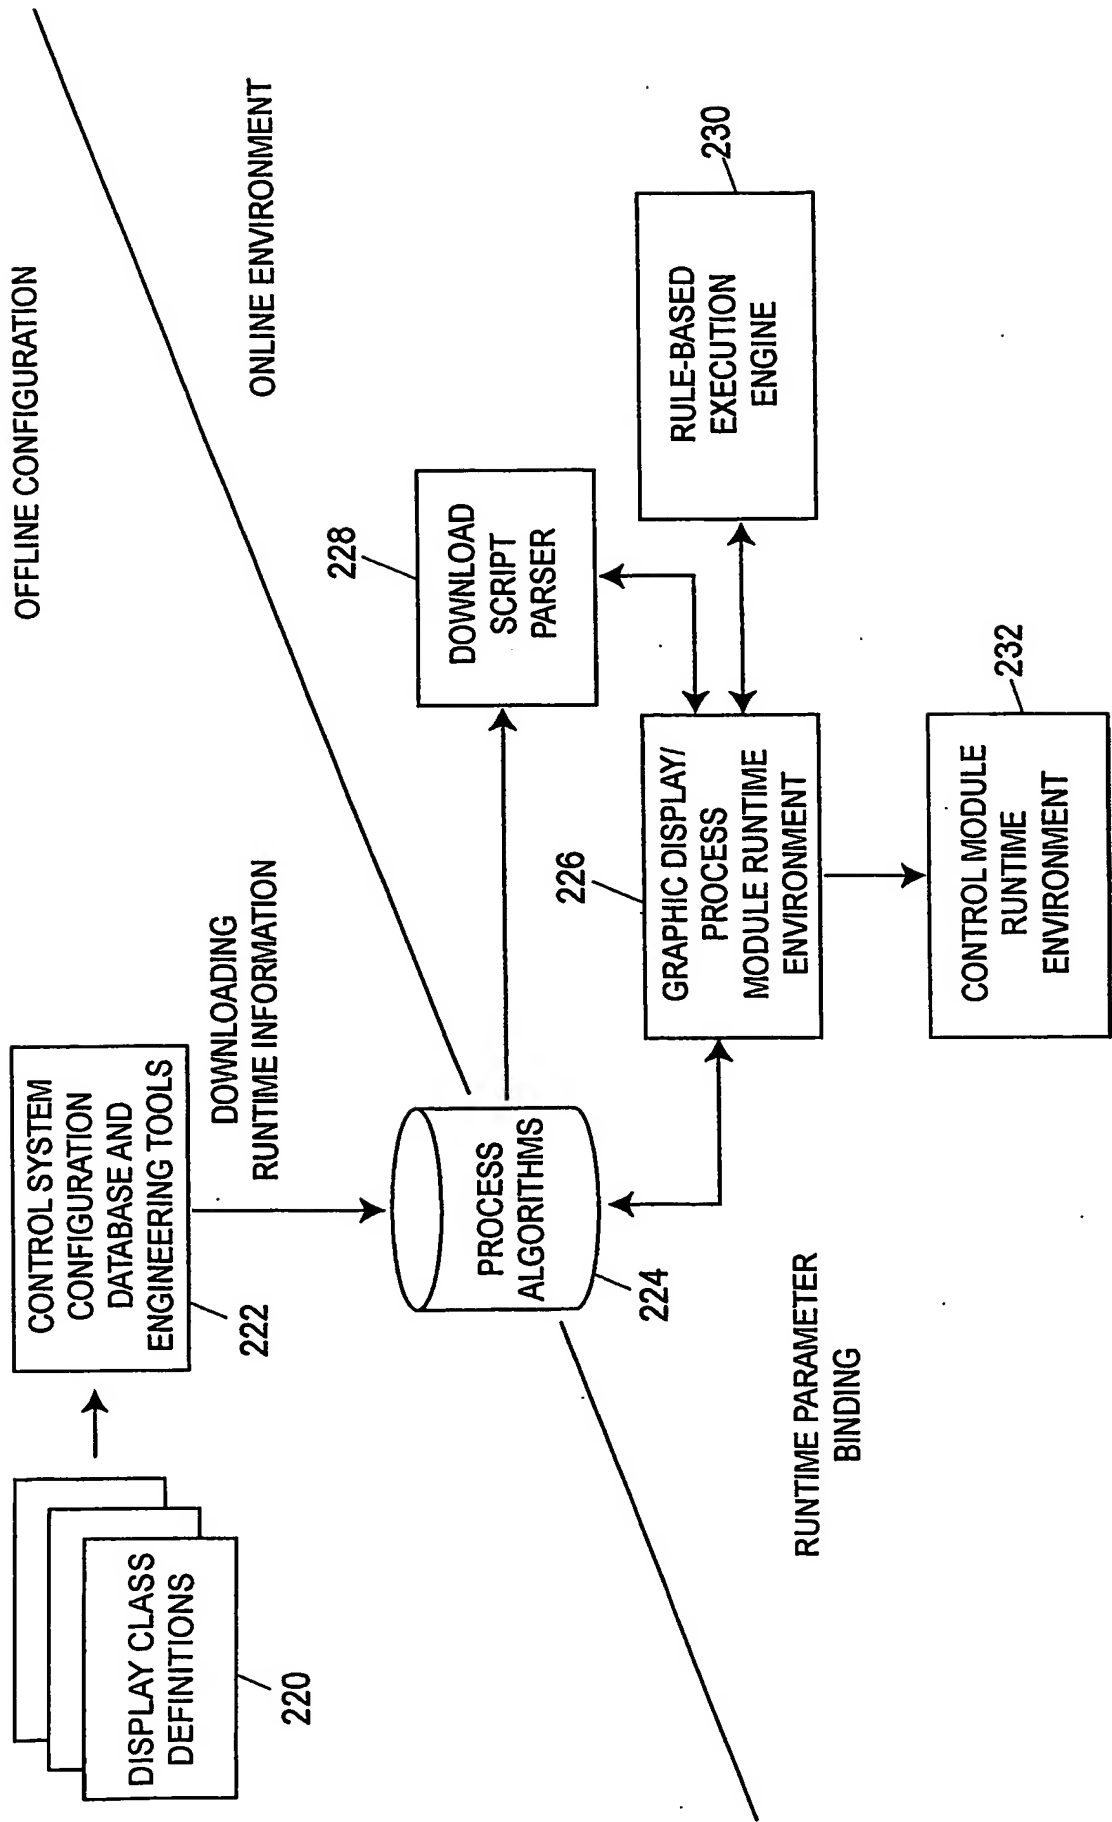 OFFLINE CONFIGURATION
DISPLAY CLASS
DEFINITIONS
220
CONTROL SYSTEM
CONFIGURATION
DATABASE AND
ENGINEERING TOOLS
222
DOWNLOADING
RUNTIME INFORMATION
ONLINE ENVIRONMENT
PROCESS
ALGORITHMS
224
228
DOWNLOAD
SCRIPT
PARSER
226
GRAPHIC DISPLAY/
PROCESS
MODULE RUNTIME
ENVIRONMENT
230
RULE-BASED
EXECUTION
ENGINE
RUNTIME PARAMETER
BINDING
232
CONTROL MODULE
RUNTIME
ENVIRONMENT